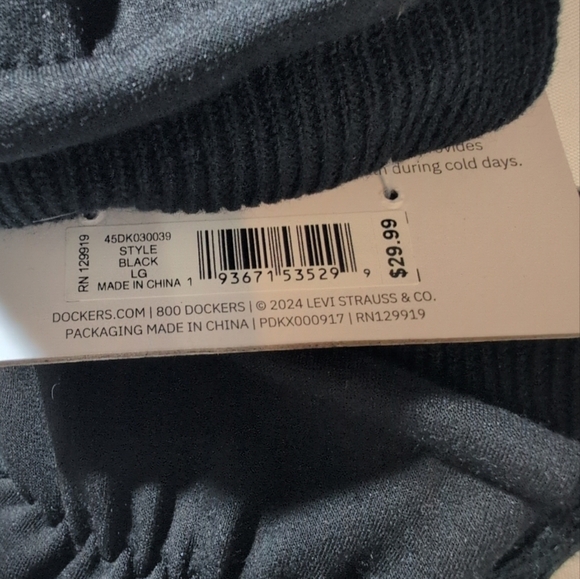 during cold days.
RN 129919
45DK030039
STYLE
BLACK
LG
MADE IN CHINA
1 93671 53529 9
$29.99
DOCKERS.COM | 800 DOCKERS | © 2024 LEVI STRAUSS & CO.
PACKAGING MADE IN CHINA | PDKX000917 | RN129919